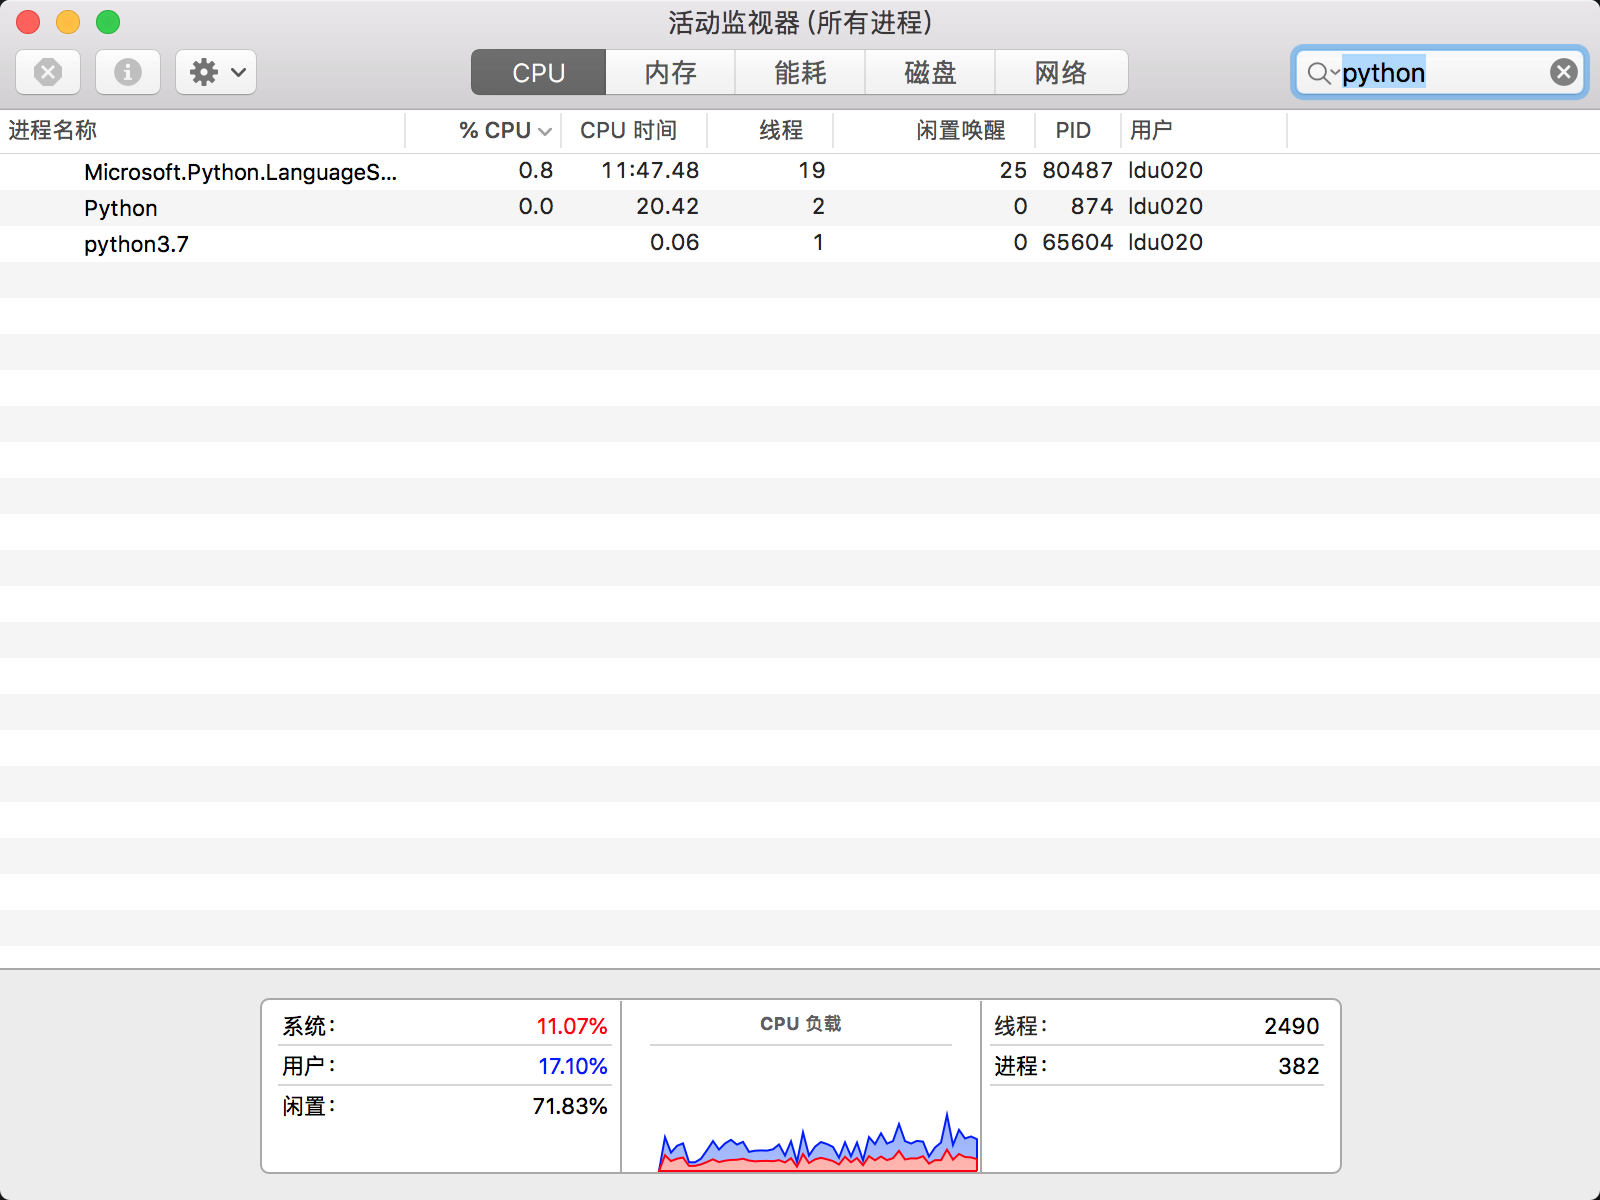 活动监视器 (所有进程)
CPU 内存 能耗 磁盘 网络 python
进程名称 % CPU CPU 时间 线程 闲置唤醒 PID 用户
Microsoft.Python.LanguageS... 0.8 11:47.48 19 25 80487 ldu020
Python 0.0 20.42 2 0 874 ldu020
python3.7 0.06 1 0 65604 ldu020
系统: 11.07% CPU 负载 线程: 2490
用户: 17.10% 进程: 382
闲置: 71.83%